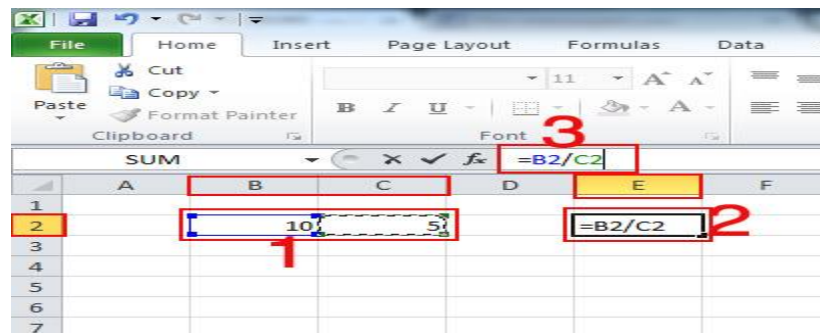 File Home Insert Page Layout Formulas Data
Cut
Copy
Paste
Format Painter
11 A A
B I U A
Clipboard Font 3
SUM fx =B2/C2
A B C D E F
1
2 10 5 =B2/C2 2
3 1
4
5
6
7